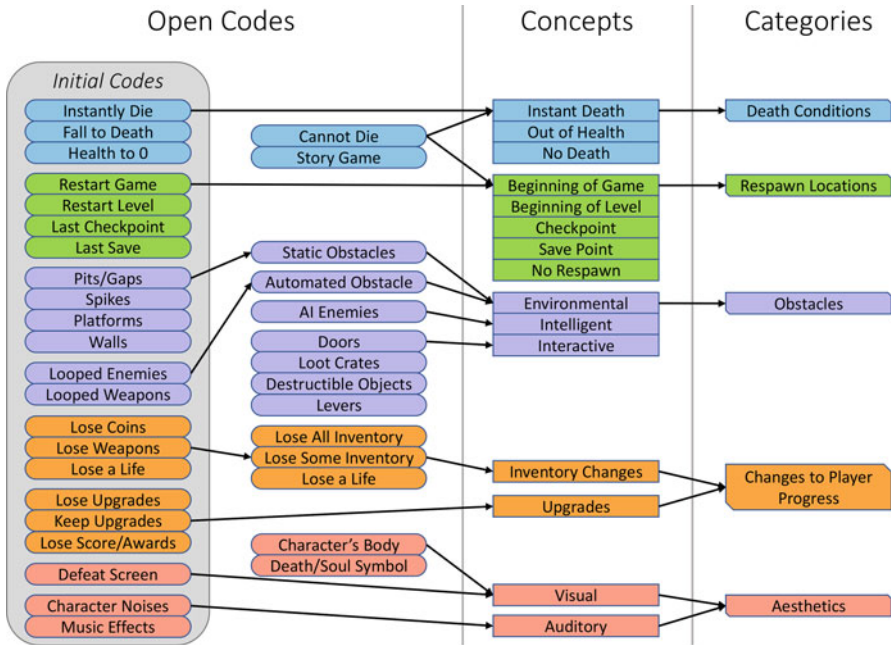 Open Codes
Concepts
Categories
Initial Codes
Instantly Die
Fall to Death
Health to 0
Restart Game
Restart Level
Last Checkpoint
Last Save
Pits/Gaps
Spikes
Platforms
Walls
Looped Enemies
Looped Weapons
Lose Coins
Lose Weapons
Lose a Life
Lose Upgrades
Keep Upgrades
Lose Score/Awards
Defeat Screen
Character Noises
Music Effects
Cannot Die
Story Game
Static Obstacles
Automated Obstacle
AI Enemies
Doors
Loot Crates
Destructible Objects
Levers
Lose All Inventory
Lose Some Inventory
Lose a Life
Character's Body
Death/Soul Symbol
Instant Death
Out of Health
No Death
Beginning of Game
Beginning of Level
Checkpoint
Save Point
No Respawn
Environmental
Intelligent
Interactive
Inventory Changes
Upgrades
Visual
Auditory
Death Conditions
Respawn Locations
Obstacles
Changes to Player
Progress
Aesthetics